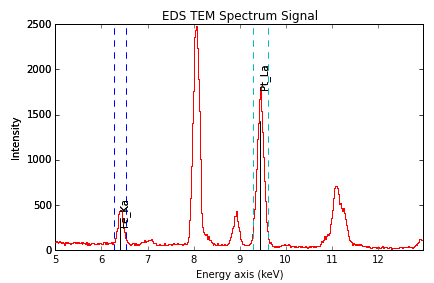 EDS TEM Spectrum Signal
2500
2000
1500
1000
500
0
Intensity
Pt_La
Fe_Ka
5 6 7 8 9 10 11 12
Energy axis (keV)